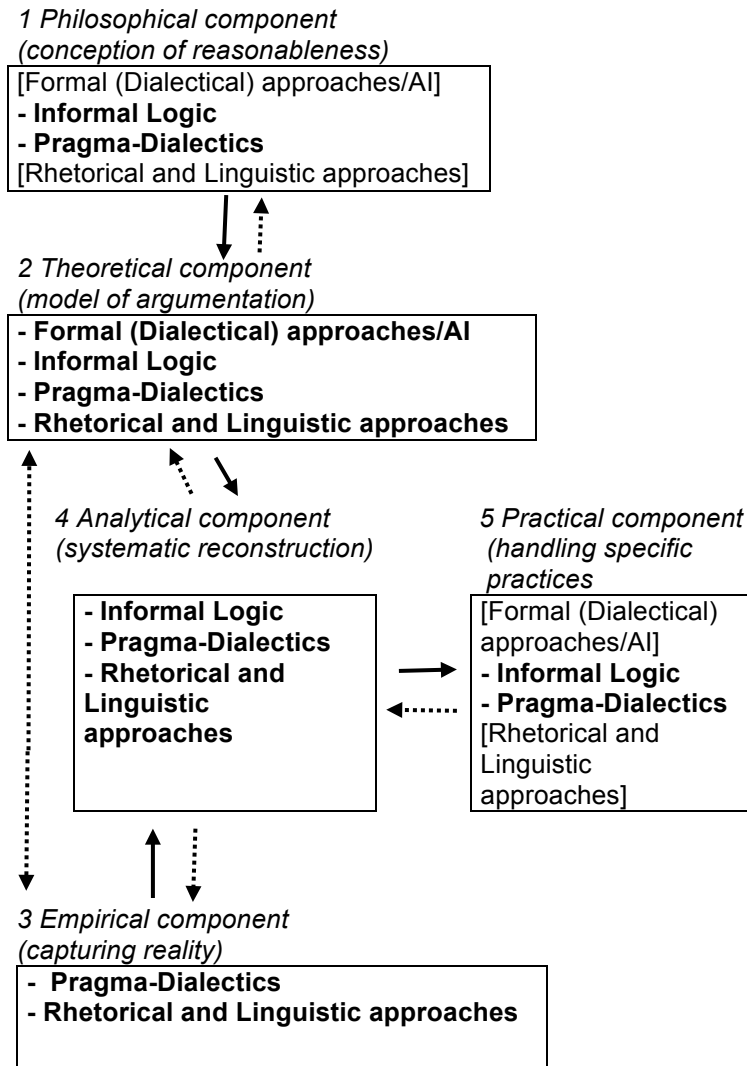 1 Philosophical component
(conception of reasonableness)
[Formal (Dialectical) approaches/AI]
- Informal Logic
- Pragma-Dialectics
[Rhetorical and Linguistic approaches]
2 Theoretical component
(model of argumentation)
- Formal (Dialectical) approaches/AI
- Informal Logic
- Pragma-Dialectics
- Rhetorical and Linguistic approaches
4 Analytical component
(systematic reconstruction)
- Informal Logic
- Pragma-Dialectics
- Rhetorical and
Linguistic
approaches
5 Practical component
(handling specific
practices
[Formal (Dialectical)
approaches/AI]
- Informal Logic
- Pragma-Dialectics
[Rhetorical and
Linguistic
approaches]
3 Empirical component
(capturing reality)
- Pragma-Dialectics
- Rhetorical and Linguistic approaches